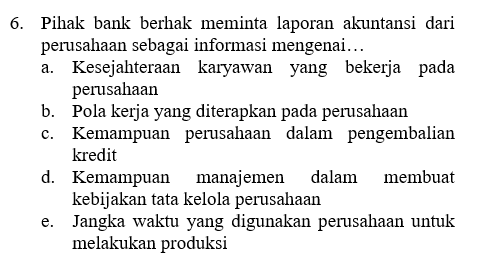 6. Pihak bank berhak meminta laporan akuntansi dari
perusahaan sebagai informasi mengenai…
a. Kesejahteraan karyawan yang bekerja pada
perusahaan
b. Pola kerja yang diterapkan pada perusahaan
c. Kemampuan perusahaan dalam pengembalian
kredit
d. Kemampuan manajemen dalam membuat
kebijakan tata kelola perusahaan
e. Jangka waktu yang digunakan perusahaan untuk
melakukan produksi